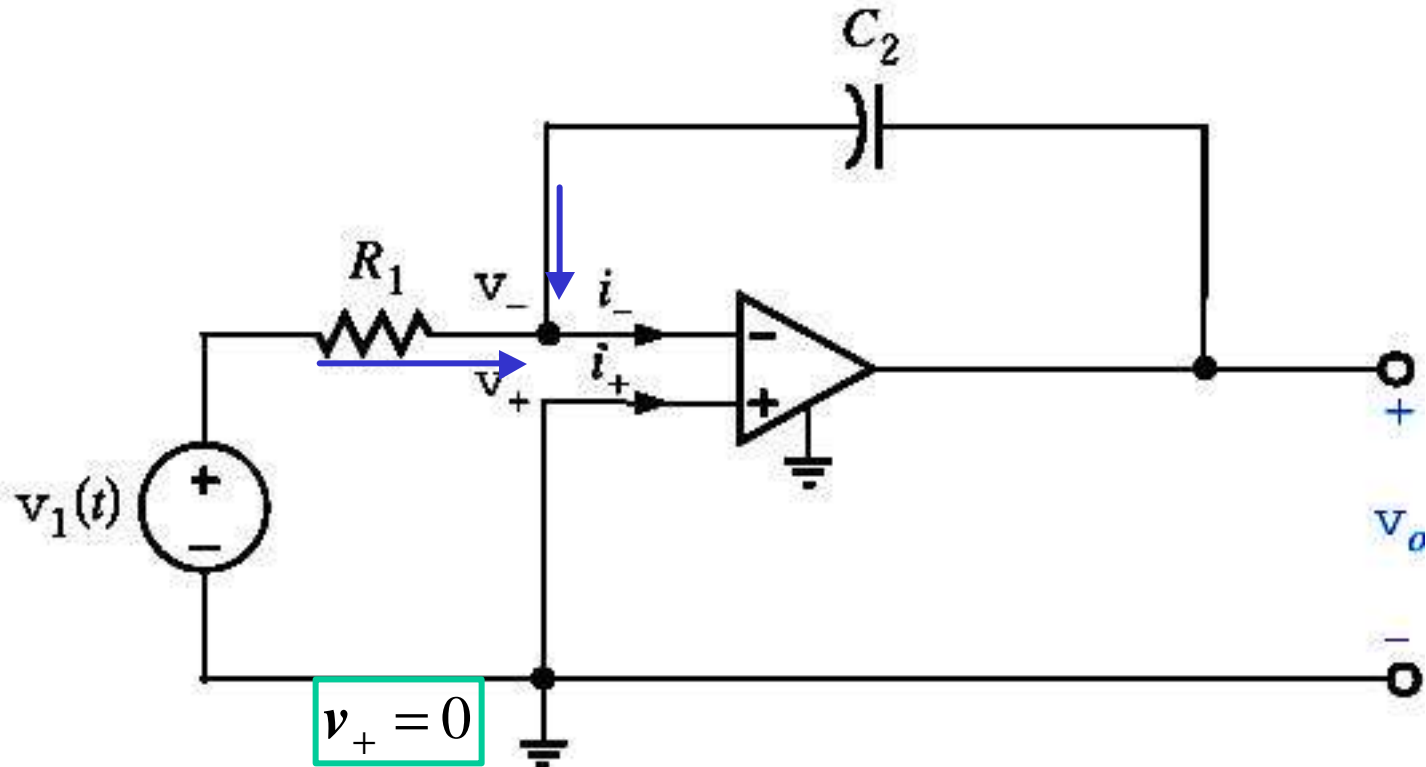 C₂
R₁
v₋
i₋
v₊
i₊
−
+
+
−
v₁(t)
+
vₒ
−
v₊ = 0